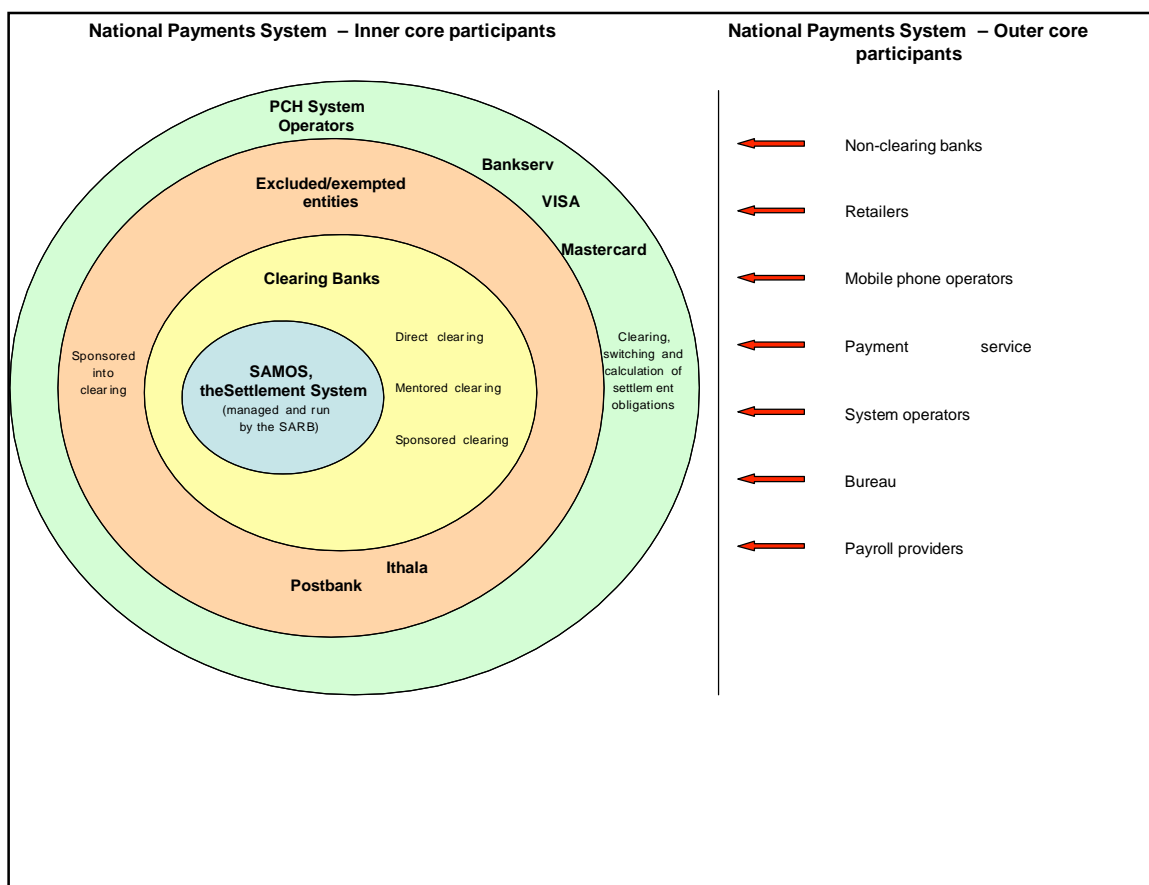 National Payments System – Inner core participants
National Payments System – Outer core
participants
PCH System
Operators
Bankserv
VISA
Mastercard
Excluded/exempted
entities
Clearing Banks
Direct clearing
Mentored clearing
Sponsored clearing
SAMOS,
theSettlement System
(managed and run
by the SARB)
Sponsored
into
clearing
Clearing,
switching and
calculation of
settlement
obligations
Ithala
Postbank
Non-clearing banks
Retailers
Mobile phone operators
Payment service
System operators
Bureau
Payroll providers